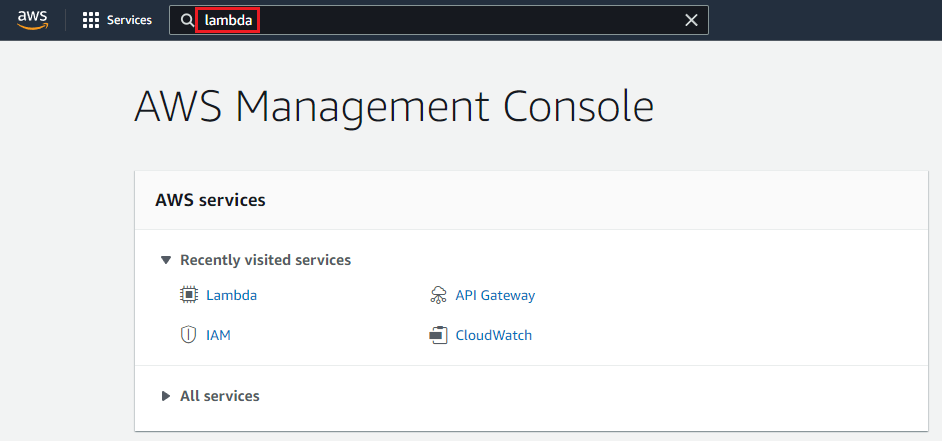 aws Services lambda
AWS Management Console
AWS services
Recently visited services
Lambda API Gateway
IAM CloudWatch
All services